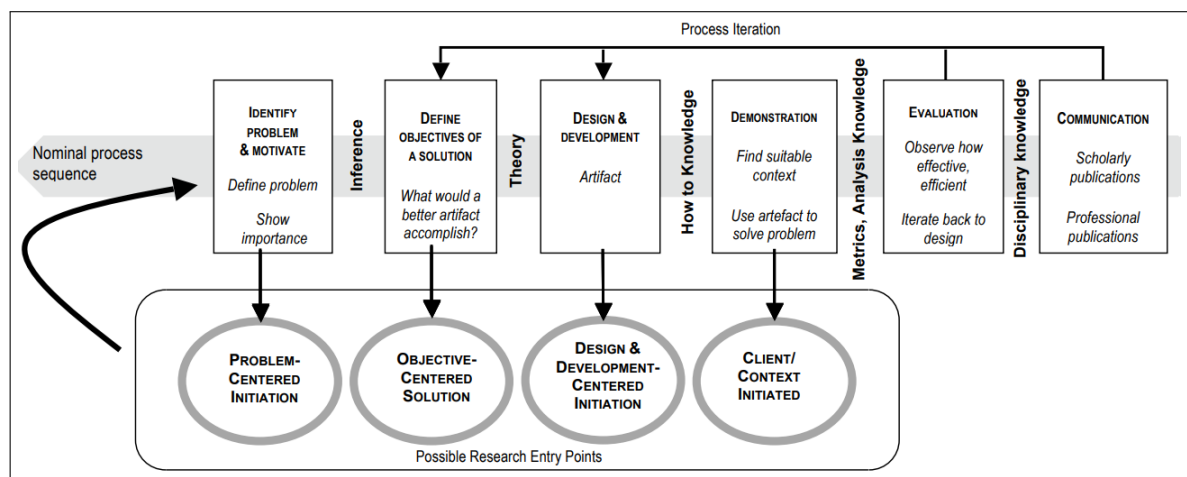 Process Iteration
Nominal process
sequence
IDENTIFY
PROBLEM
& MOTIVATE
Define problem
Show
importance
Inference
DEFINE
OBJECTIVES OF
A SOLUTION
What would a
better artifact
accomplish?
Theory
DESIGN &
DEVELOPMENT
Artifact
How to Knowledge
DEMONSTRATION
Find suitable
context
Use artefact to
solve problem
Metrics, Analysis Knowledge
EVALUATION
Observe how
effective,
efficient
Iterate back to
design
Disciplinary knowledge
COMMUNICATION
Scholarly
publications
Professional
publications
PROBLEM-
CENTERED
INITIATION
OBJECTIVE-
CENTERED
SOLUTION
DESIGN &
DEVELOPMENT-
CENTERED
INITIATION
CLIENT/
CONTEXT
INITIATED
Possible Research Entry Points